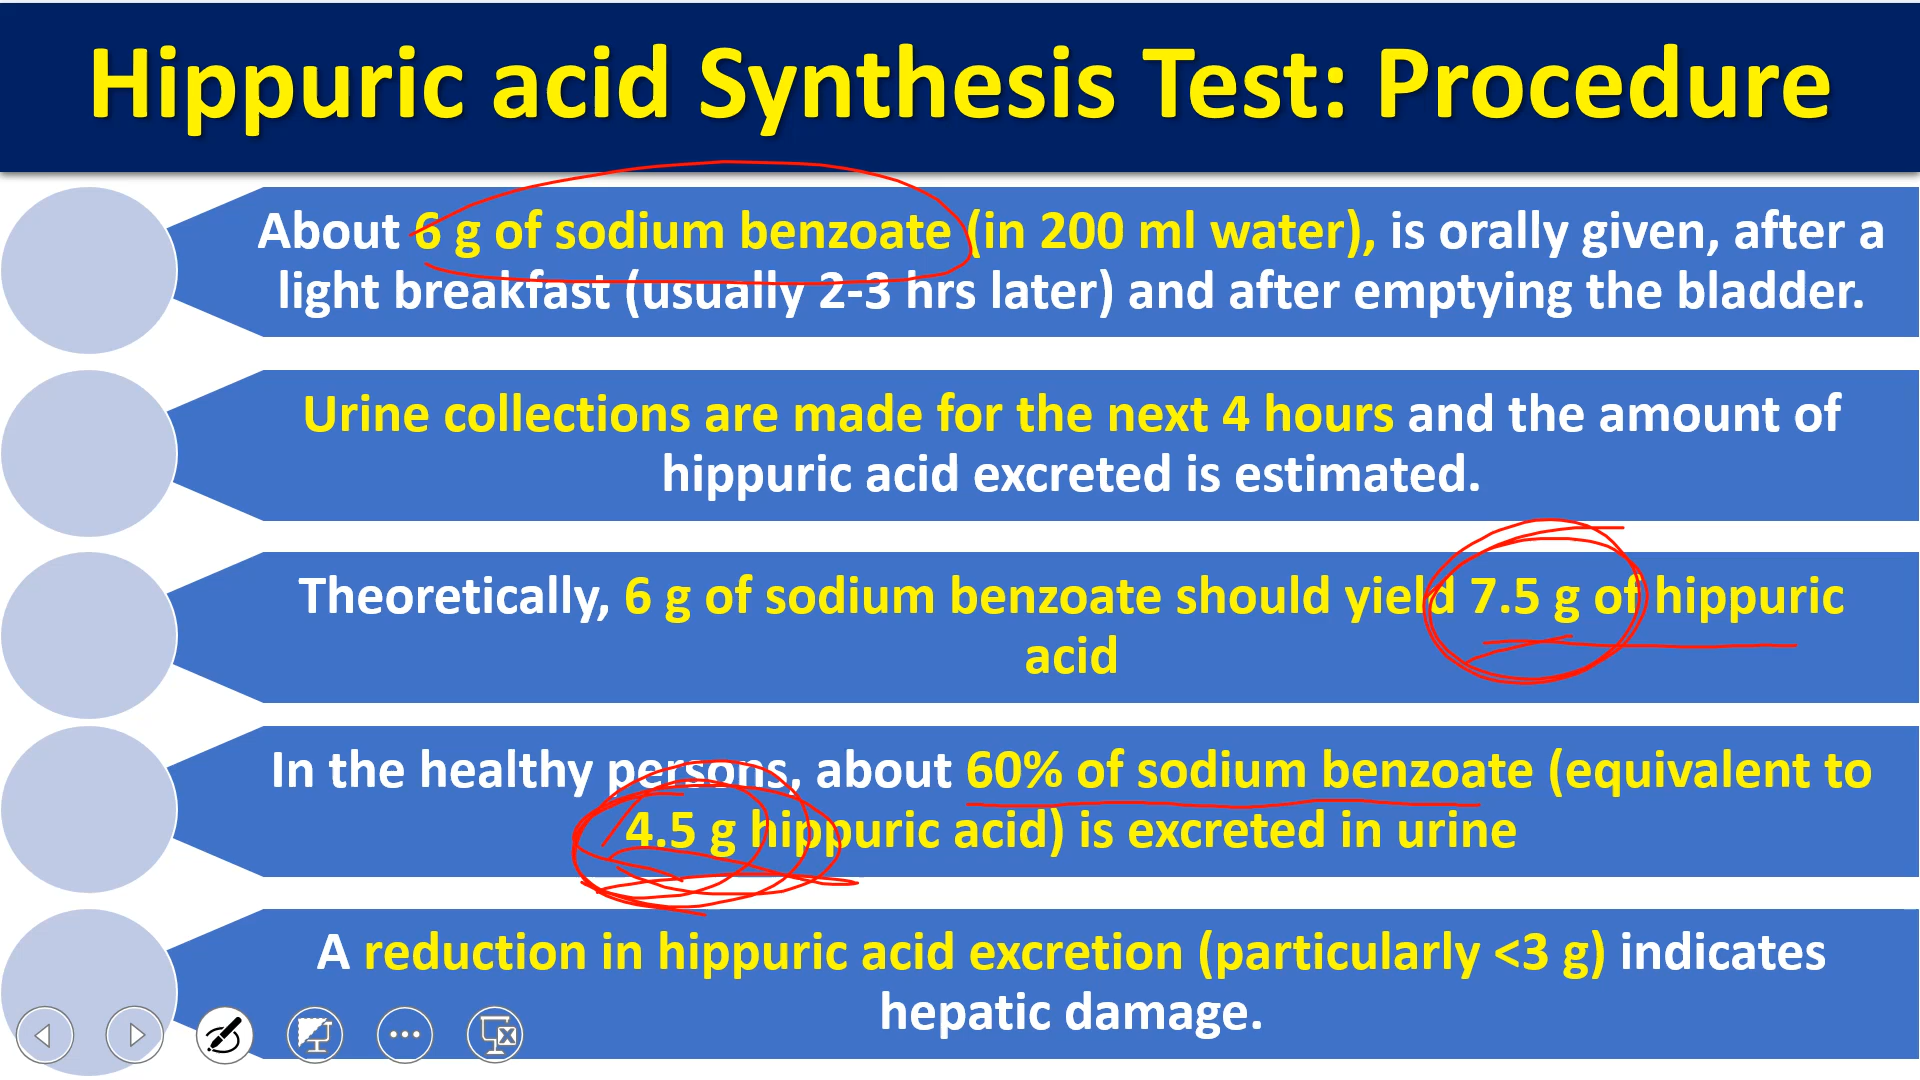 Hippuric acid Synthesis Test: Procedure
About 6 g of sodium benzoate (in 200 ml water), is orally given, after a
light breakfast (usually 2-3 hrs later) and after emptying the bladder.
Urine collections are made for the next 4 hours and the amount of
hippuric acid excreted is estimated.
Theoretically, 6 g of sodium benzoate should yield 7.5 g of hippuric
acid
In the healthy persons, about 60% of sodium benzoate (equivalent to
4.5 g hippuric acid) is excreted in urine
A reduction in hippuric acid excretion (particularly <3 g) indicates
hepatic damage.